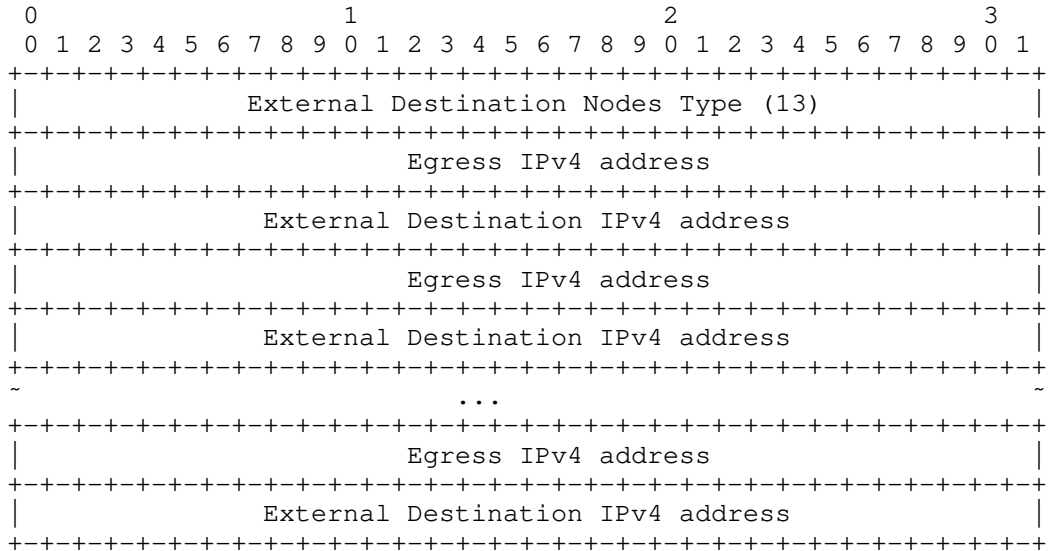 0                   1                   2                   3
 0 1 2 3 4 5 6 7 8 9 0 1 2 3 4 5 6 7 8 9 0 1 2 3 4 5 6 7 8 9 0 1
+-+-+-+-+-+-+-+-+-+-+-+-+-+-+-+-+-+-+-+-+-+-+-+-+-+-+-+-+-+-+-+-+
|              External Destination Nodes Type (13)             |
+-+-+-+-+-+-+-+-+-+-+-+-+-+-+-+-+-+-+-+-+-+-+-+-+-+-+-+-+-+-+-+-+
|                        Egress IPv4 address                    |
+-+-+-+-+-+-+-+-+-+-+-+-+-+-+-+-+-+-+-+-+-+-+-+-+-+-+-+-+-+-+-+-+
|               External Destination IPv4 address               |
+-+-+-+-+-+-+-+-+-+-+-+-+-+-+-+-+-+-+-+-+-+-+-+-+-+-+-+-+-+-+-+-+
|                        Egress IPv4 address                    |
+-+-+-+-+-+-+-+-+-+-+-+-+-+-+-+-+-+-+-+-+-+-+-+-+-+-+-+-+-+-+-+-+
|               External Destination IPv4 address               |
+-+-+-+-+-+-+-+-+-+-+-+-+-+-+-+-+-+-+-+-+-+-+-+-+-+-+-+-+-+-+-+-+
~                           ...                                 ~
+-+-+-+-+-+-+-+-+-+-+-+-+-+-+-+-+-+-+-+-+-+-+-+-+-+-+-+-+-+-+-+-+
|                        Egress IPv4 address                    |
+-+-+-+-+-+-+-+-+-+-+-+-+-+-+-+-+-+-+-+-+-+-+-+-+-+-+-+-+-+-+-+-+
|               External Destination IPv4 address               |
+-+-+-+-+-+-+-+-+-+-+-+-+-+-+-+-+-+-+-+-+-+-+-+-+-+-+-+-+-+-+-+-+